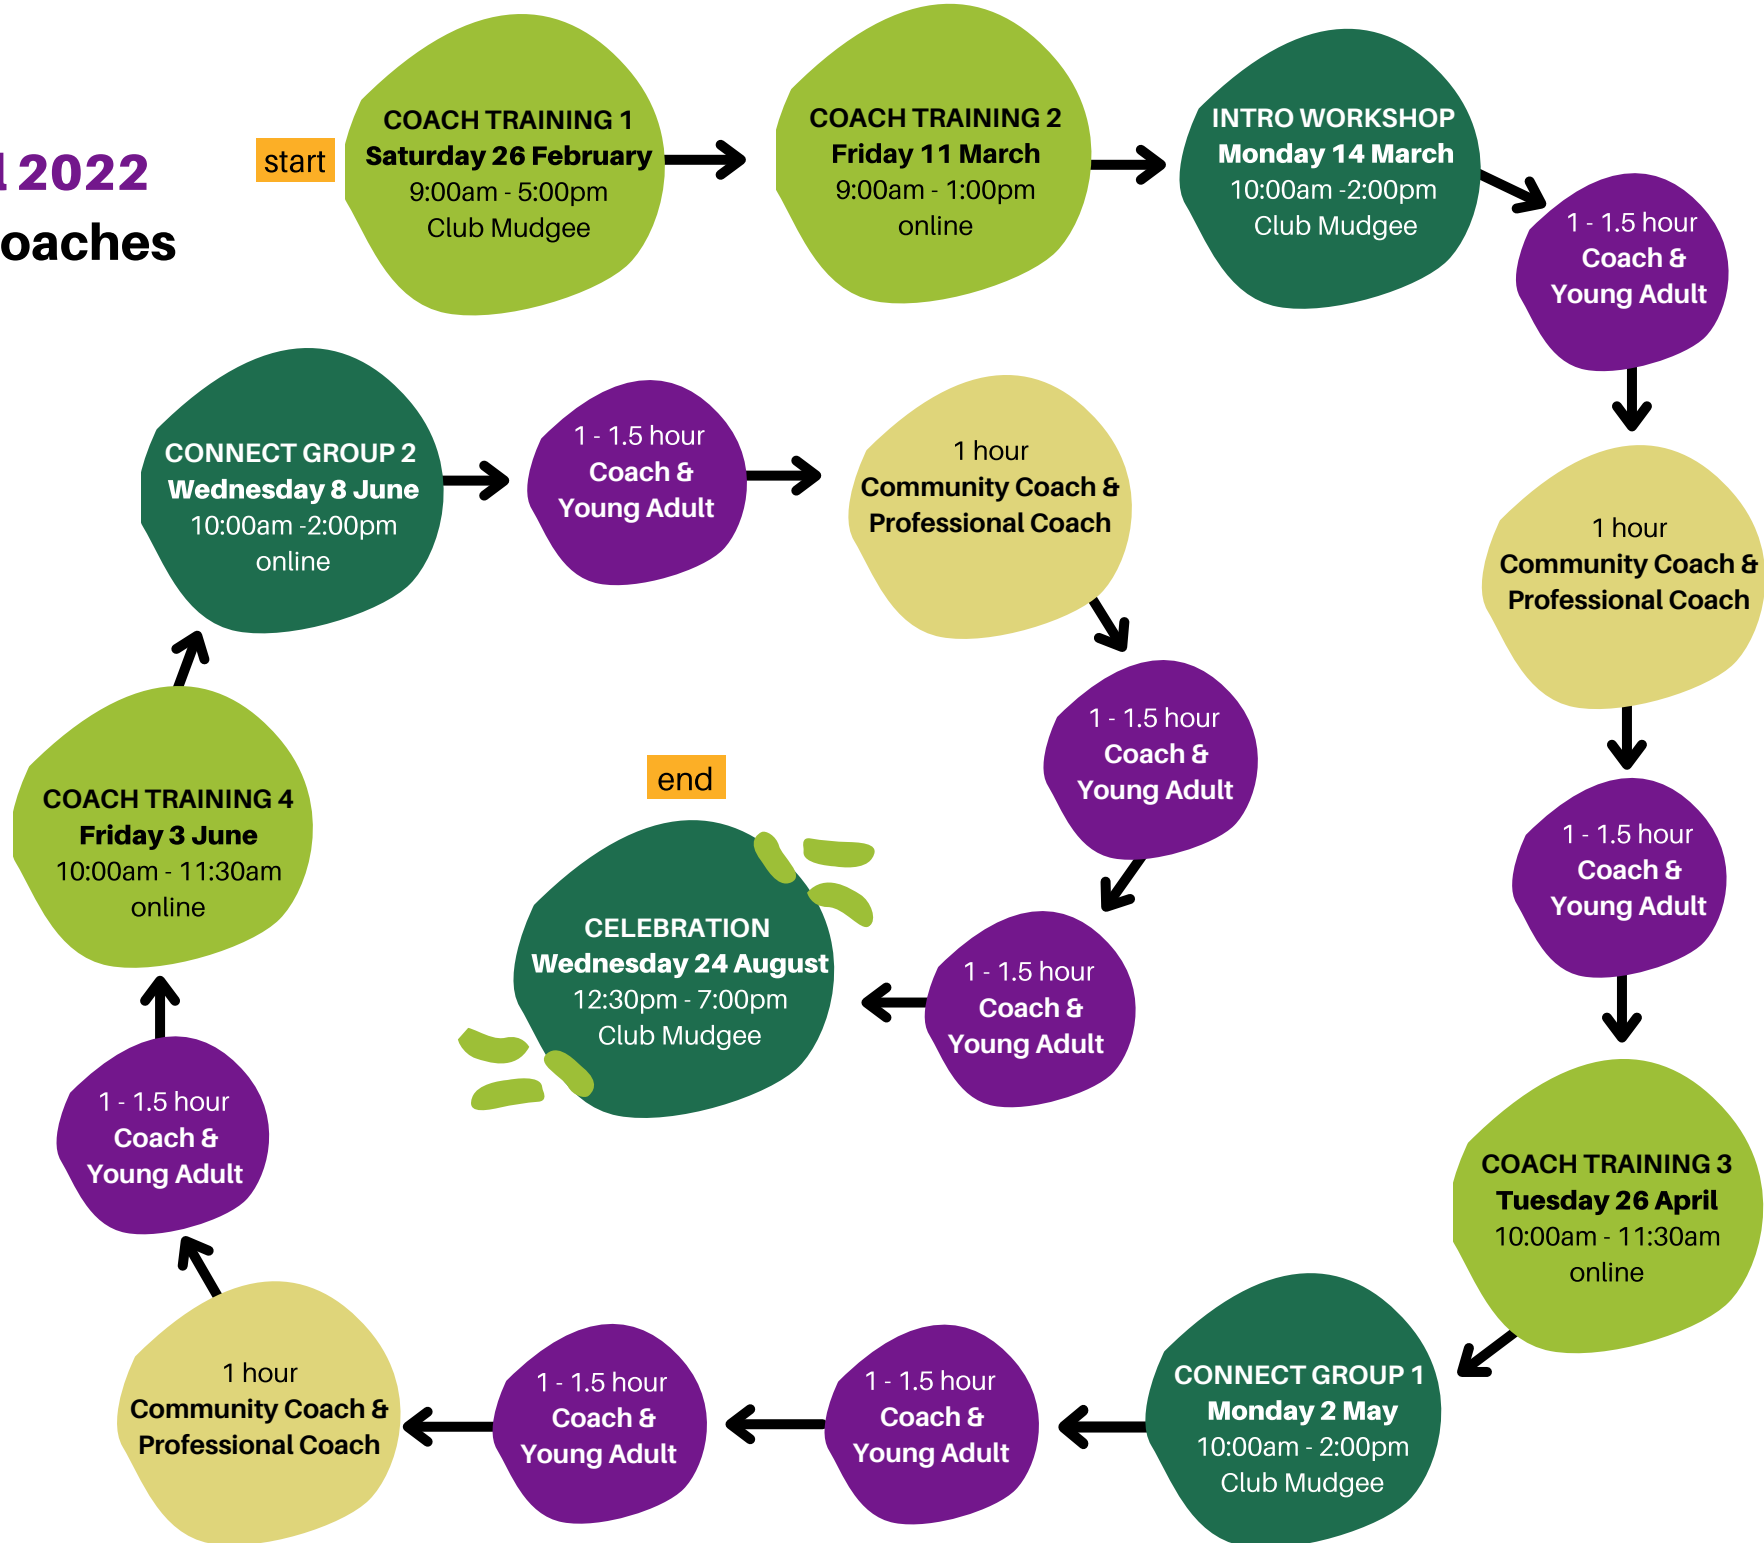 2022
oaches
start
COACH TRAINING 1
Saturday 26 February
9:00am - 5:00pm
Club Mudgee
COACH TRAINING 2
Friday 11 March
9:00am - 1:00pm
online
INTRO WORKSHOP
Monday 14 March
10:00am -2:00pm
Club Mudgee
1 - 1.5 hour
Coach &
Young Adult
1 hour
Community Coach &
Professional Coach
1 - 1.5 hour
Coach &
Young Adult
COACH TRAINING 3
Tuesday 26 April
10:00am - 11:30am
online
CONNECT GROUP 1
Monday 2 May
10:00am - 2:00pm
Club Mudgee
1 - 1.5 hour
Coach &
Young Adult
1 - 1.5 hour
Coach &
Young Adult
1 hour
Community Coach &
Professional Coach
1 - 1.5 hour
Coach &
Young Adult
COACH TRAINING 4
Friday 3 June
10:00am - 11:30am
online
CONNECT GROUP 2
Wednesday 8 June
10:00am -2:00pm
online
1 - 1.5 hour
Coach &
Young Adult
1 hour
Community Coach &
Professional Coach
1 - 1.5 hour
Coach &
Young Adult
1 - 1.5 hour
Coach &
Young Adult
end
CELEBRATION
Wednesday 24 August
12:30pm - 7:00pm
Club Mudgee